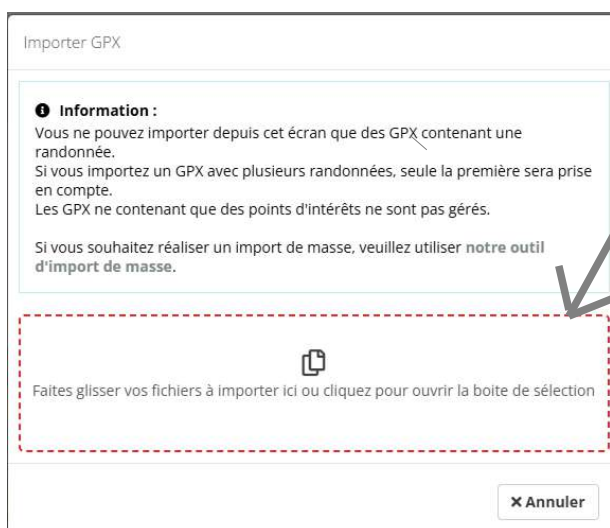 Importer GPX
Information :
Vous ne pouvez importer depuis cet écran que des GPX contenant une
randonnée.
Si vous importez un GPX avec plusieurs randonnées, seule la première sera prise
en compte.
Les GPX ne contenant que des points d'intérêts ne sont pas gérés.
Si vous souhaitez réaliser un import de masse, veuillez utiliser notre outil
d'import de masse.
Faites glisser vos fichiers à importer ici ou cliquez pour ouvrir la boite de sélection
Annuler